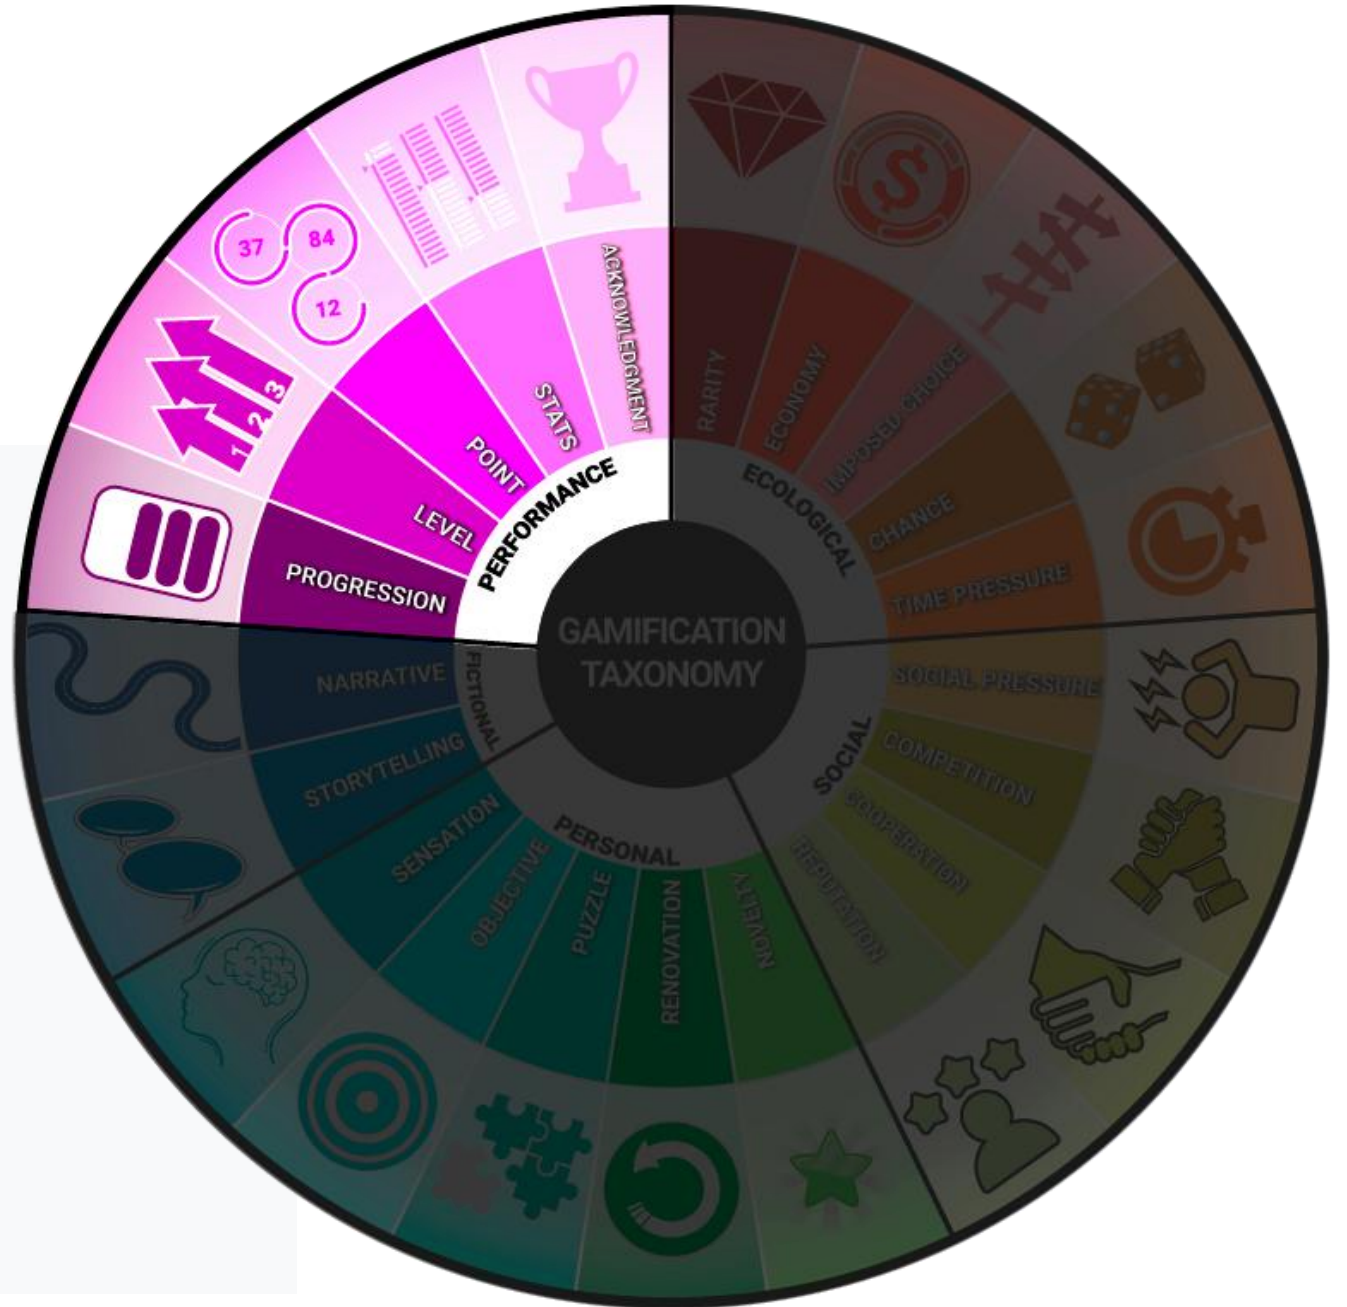 GAMIFICATION
TAXONOMY
PERFORMANCE
PROGRESSION
LEVEL
POINT
STATS
ACKNOWLEDGMENT
1
2
3
37
84
12
ECOLOGICAL
RARITY
ECONOMY
$
IMPOSED CHOICE
CHANCE
TIME PRESSURE
SOCIAL
SOCIAL PRESSURE
COMPETITION
COOPERATION
REPUTATION
PERSONAL
NOVELTY
RENOVATION
PUZZLE
OBJECTIVE
SENSATION
FICTIONAL
STORYTELLING
NARRATIVE